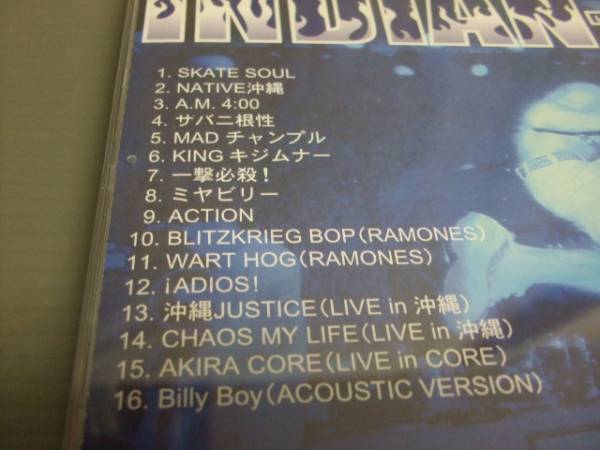 INDIAN
1. SKATE SOUL
2. NATIVE沖縄
3. A.M. 4:00
4. サバニ根性
5. MAD チャンプル
6. KING キジムナー
7. 一撃必殺!
8. ミヤビリー
9. ACTION
10. BLITZKRIEG BOP(RAMONES)
11. WART HOG(RAMONES)
12. ¡ADIOS!
13. 沖縄JUSTICE(LIVE in 沖縄)
14. CHAOS MY LIFE(LIVE in 沖縄)
15. AKIRA CORE(LIVE in CORE)
16. Billy Boy(ACOUSTIC VERSION)